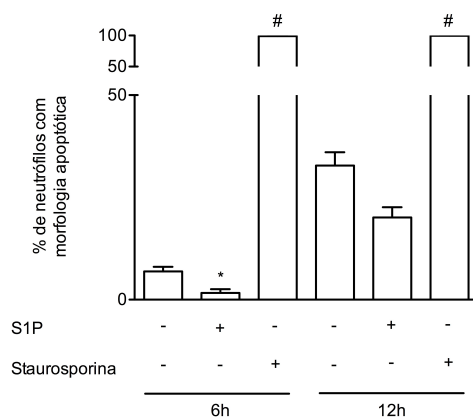 #
#
100
50
50
% de neutrófilos com
morfologia apoptótica
*
0
S1P - + - - + -
Staurosporina - - + - - +
6h 12h